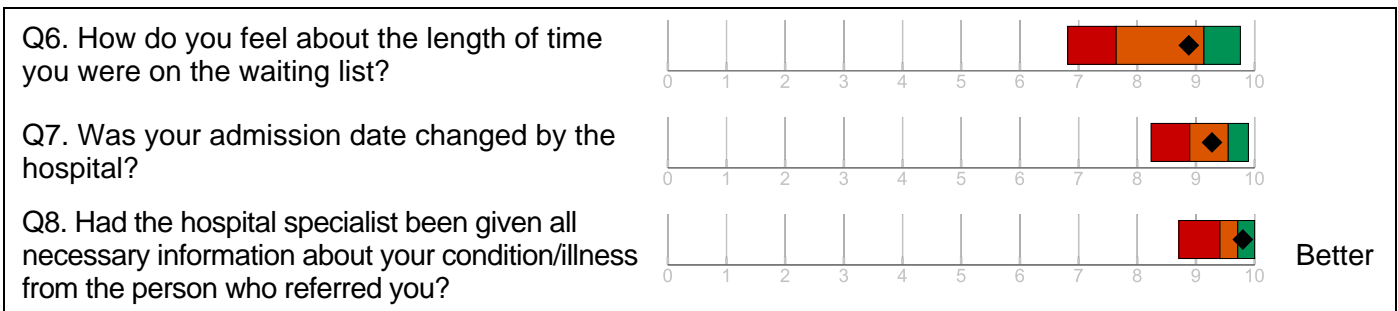 Q6. How do you feel about the length of time
you were on the waiting list?
0 1 2 3 4 5 6 7 8 9 10
Q7. Was your admission date changed by the
hospital?
0 1 2 3 4 5 6 7 8 9 10
Q8. Had the hospital specialist been given all
necessary information about your condition/illness
from the person who referred you?
0 1 2 3 4 5 6 7 8 9 10
Better